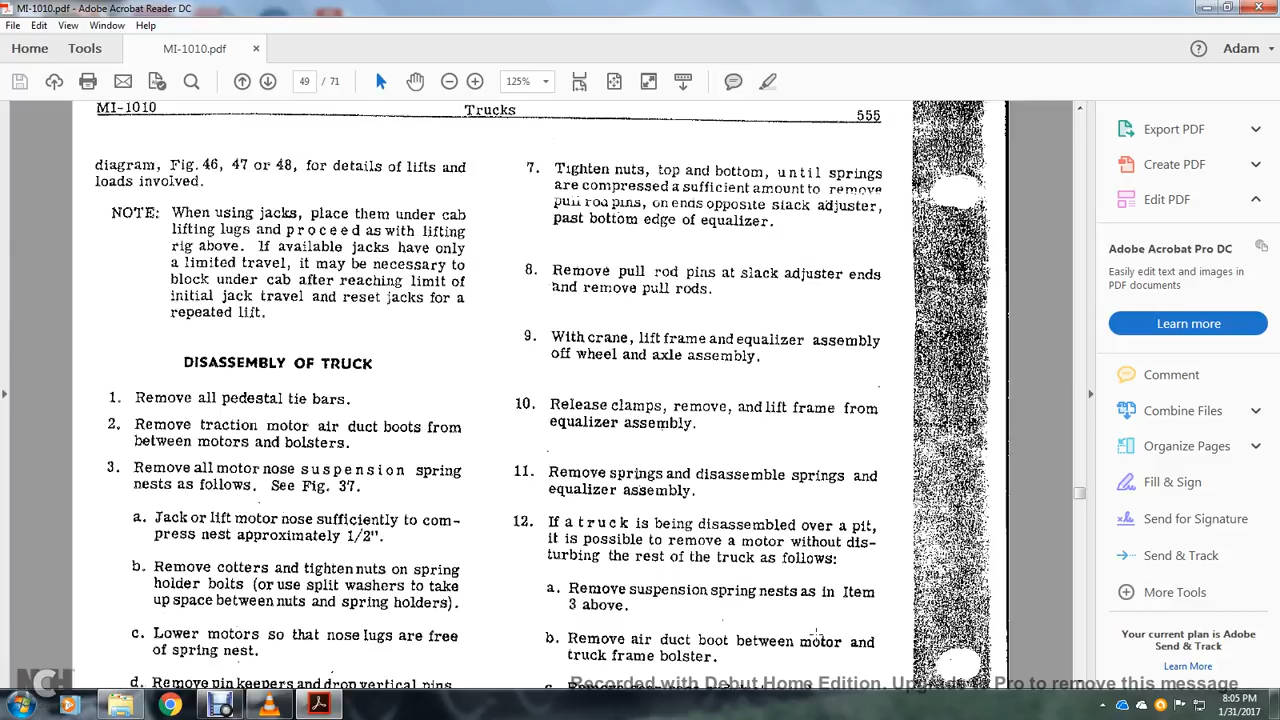 MI-1010.pdf - Adobe Acrobat Reader DC
File Edit View Window Help
Home Tools MI-1010.pdf Adam
49 / 71 125%
MI-1010 Trucks 555
diagram, Fig. 46, 47 or 48, for details of lifts and
loads involved.
NOTE: When using jacks, place them under cab
lifting lugs and proceed as with lifting
rig above. If available jacks have only
a limited travel, it may be necessary to
block under cab after reaching limit of
initial jack travel and reset jacks for a
repeated lift.
DISASSEMBLY OF TRUCK
1. Remove all pedestal tie bars.
2. Remove traction motor air duct boots from
between motors and bolsters.
3. Remove all motor nose suspension spring
nests as follows. See Fig. 37.
a. Jack or lift motor nose sufficiently to com-
press nest approximately 1/2".
b. Remove cotters and tighten nuts on spring
holder bolts (or use split washers to take
up space between nuts and spring holders).
c. Lower motors so that nose lugs are free
of spring nest.
d. Remove pin keepers and drop vertical pins
7. Tighten nuts, top and bottom, until springs
are compressed a sufficient amount to remove
pull rod pins, on ends opposite slack adjuster,
past bottom edge of equalizer.
8. Remove pull rod pins at slack adjuster ends
and remove pull rods.
9. With crane, lift frame and equalizer assembly
off wheel and axle assembly.
10. Release clamps, remove, and lift frame from
equalizer assembly.
11. Remove springs and disassemble springs and
equalizer assembly.
12. If a truck is being disassembled over a pit,
it is possible to remove a motor without dis-
turbing the rest of the truck as follows:
a. Remove suspension spring nests as in Item
3 above.
b. Remove air duct boot between motor and
truck frame bolster.
Export PDF
Create PDF
Edit PDF
Adobe Acrobat Pro DC
Easily edit text and images in
PDF documents
Learn more
Comment
Combine Files
Organize Pages
Fill & Sign
Send for Signature
Send & Track
More Tools
Your current plan is Adobe
Send & Track
Learn More
NCH
Recorded with Debut Home Edition. Upgrade to Pro to remove this message
8:05 PM
1/31/2017